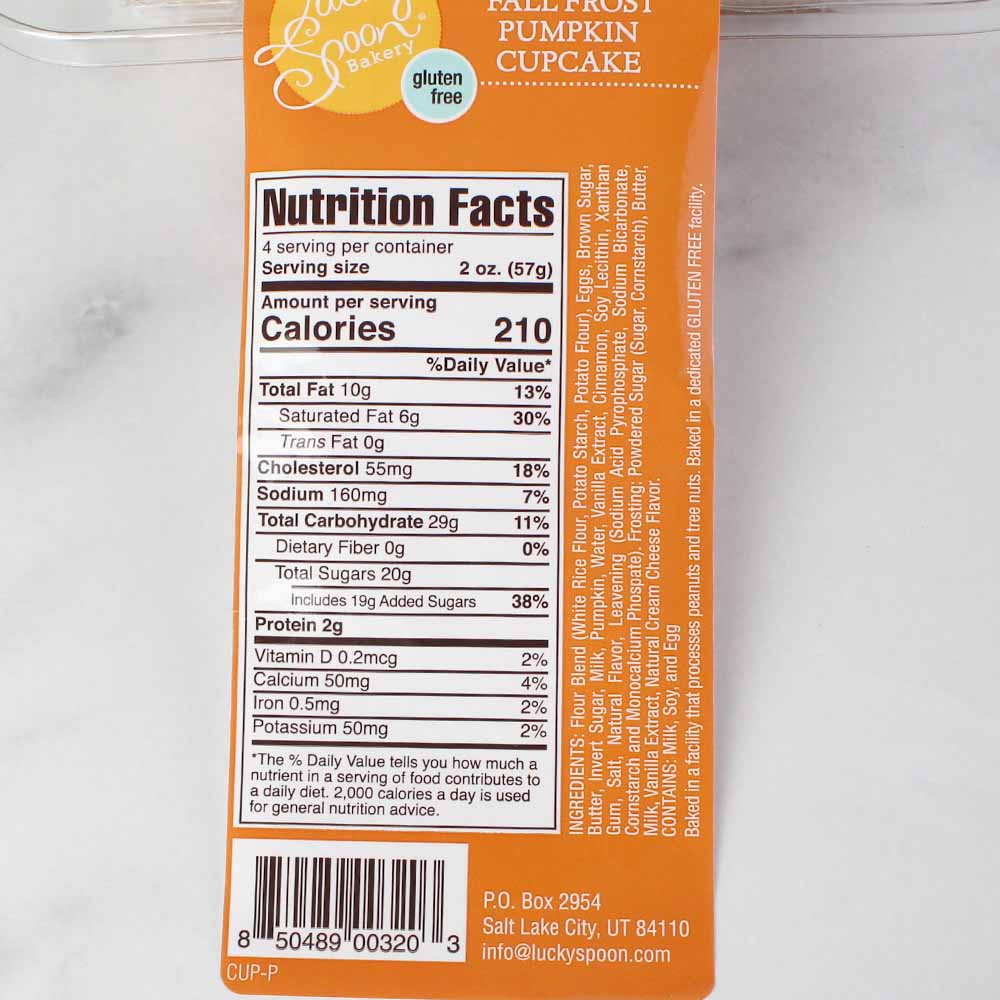 Lucky
Spoon®
Bakery
gluten
free
FALL FROST
PUMPKIN
CUPCAKE
Nutrition Facts
4 serving per container
Serving size 2 oz. (57g)
Amount per serving
Calories 210
%Daily Value*
Total Fat 10g 13%
Saturated Fat 6g 30%
Trans Fat 0g
Cholesterol 55mg 18%
Sodium 160mg 7%
Total Carbohydrate 29g 11%
Dietary Fiber 0g 0%
Total Sugars 20g
Includes 19g Added Sugars 38%
Protein 2g
Vitamin D 0.2mcg 2%
Calcium 50mg 4%
Iron 0.5mg 2%
Potassium 50mg 2%
*The % Daily Value tells you how much a
nutrient in a serving of food contributes to
a daily diet. 2,000 calories a day is used
for general nutrition advice.
INGREDIENTS: Flour Blend (White Rice Flour, Potato Starch, Potato Flour), Eggs, Brown Sugar,
Butter, Invert Sugar, Milk, Pumpkin, Water, Vanilla Extract, Cinnamon, Soy Lecithin, Xanthan
Gum, Salt, Natural Flavor, Leavening (Sodium Acid Pyrophosphate, Sodium Bicarbonate,
Cornstarch and Monocalcium Phospate). Frosting: Powdered Sugar (Sugar, Cornstarch), Butter,
Milk, Vanilla Extract, Natural Cream Cheese Flavor.
CONTAINS: Milk, Soy, and Egg
Baked in a facility that processes peanuts and tree nuts. Baked in a dedicated GLUTEN FREE facility.
8 50489 00320 3
CUP-P
P.O. Box 2954
Salt Lake City, UT 84110
info@luckyspoon.com